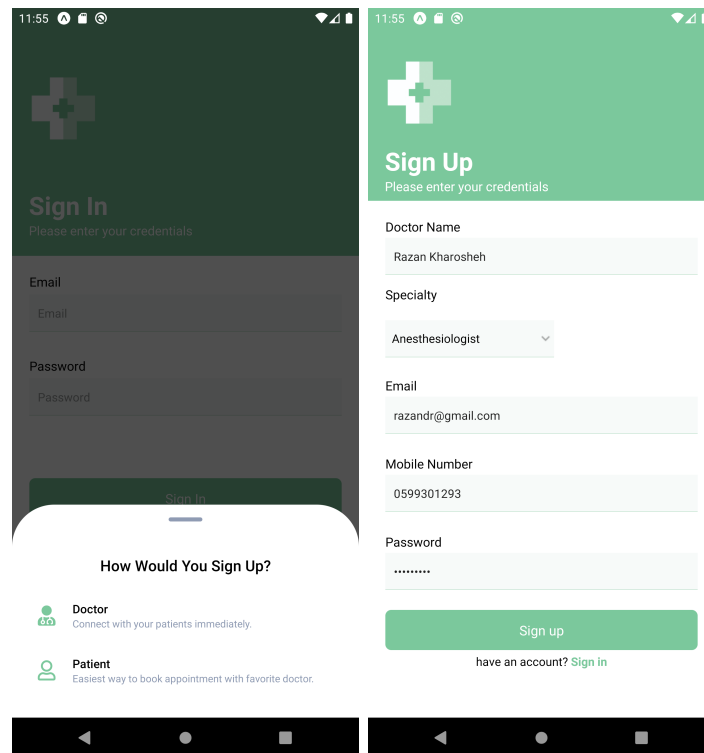 11:55
Sign In
Please enter your credentials
Email
Email
Password
Password
Sign In
How Would You Sign Up?
Doctor
Connect with your patients immediately.
Patient
Easiest way to book appointment with favorite doctor.
11:55
Sign Up
Please enter your credentials
Doctor Name
Razan Kharosheh
Specialty
Anesthesiologist
Email
razandr@gmail.com
Mobile Number
0599301293
Password
•••••••••
Sign up
have an account? Sign in